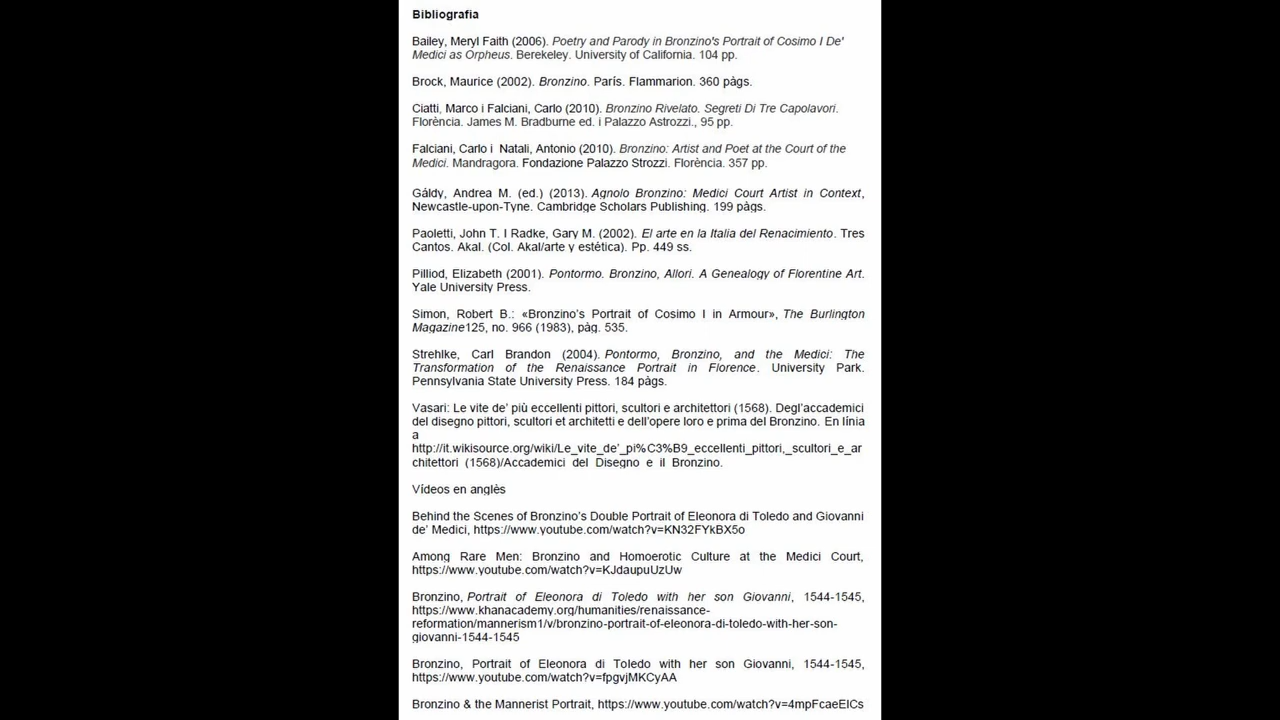 Bibliografia
Bailey, Meryl Faith (2006). Poetry and Parody in Bronzino's Portrait of Cosimo I De'
Medici as Orpheus. Berekeley. University of California. 104 pp.
Brock, Maurice (2002). Bronzino. París. Flammarion. 360 pàgs.
Ciatti, Marco i Falciani, Carlo (2010). Bronzino Rivelato. Segreti Di Tre Capolavori.
Florència. James M. Bradburne ed. i Palazzo Astrozzi., 95 pp.
Falciani, Carlo i Natali, Antonio (2010). Bronzino: Artist and Poet at the Court of the
Medici. Mandragora. Fondazione Palazzo Strozzi. Florència. 357 pp.
Gáldy, Andrea M. (ed.) (2013). Agnolo Bronzino: Medici Court Artist in Context,
Newcastle-upon-Tyne. Cambridge Scholars Publishing. 199 pàgs.
Paoletti, John T. I Radke, Gary M. (2002). El arte en la Italia del Renacimiento. Tres
Cantos. Akal. (Col. Akal/arte y estética). Pp. 449 ss.
Pilliod, Elizabeth (2001). Pontormo. Bronzino, Allori. A Genealogy of Florentine Art.
Yale University Press.
Simon, Robert B.: «Bronzino's Portrait of Cosimo I in Armour», The Burlington
Magazine125, no. 966 (1983), pàg. 535.
Strehlke, Carl Brandon (2004). Pontormo, Bronzino, and the Medici: The
Transformation of the Renaissance Portrait in Florence. University Park.
Pennsylvania State University Press. 184 pàgs.
Vasari: Le vite de' più eccellenti pittori, scultori e architettori (1568). Degl'accademici
del disegno pittori, scultori et architetti e dell'opere loro e prima del Bronzino. En línia
a
http://it.wikisource.org/wiki/Le_vite_de'_pi%C3%B9_eccellenti_pittori,_scultori_e_ar
chitettori (1568)/Accademici del Disegno e il Bronzino.
Vídeos en anglès
Behind the Scenes of Bronzino's Double Portrait of Eleonora di Toledo and Giovanni
de' Medici, https://www.youtube.com/watch?v=KN32FYkBX5o
Among Rare Men: Bronzino and Homoerotic Culture at the Medici Court,
https://www.youtube.com/watch?v=KJdaupuUzUw
Bronzino, Portrait of Eleonora di Toledo with her son Giovanni, 1544-1545,
https://www.khanacademy.org/humanities/renaissance-
reformation/mannerism1/v/bronzino-portrait-of-eleonora-di-toledo-with-her-son-
giovanni-1544-1545
Bronzino, Portrait of Eleonora di Toledo with her son Giovanni, 1544-1545,
https://www.youtube.com/watch?v=fpgvjMKCyAA
Bronzino & the Mannerist Portrait, https://www.youtube.com/watch?v=4mpFcaeEICs